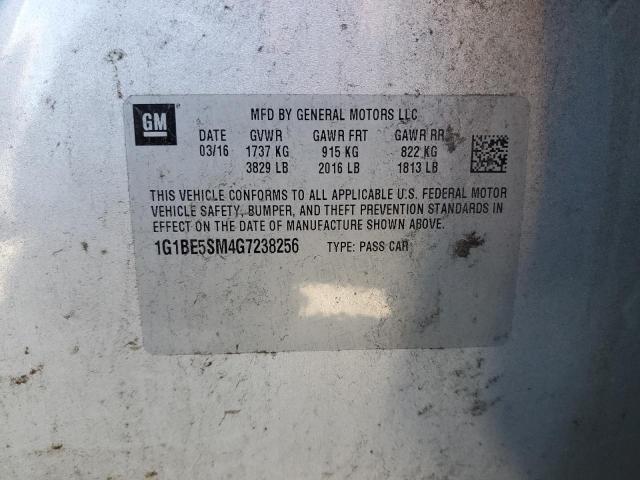 GM
MFD BY GENERAL MOTORS LLC
DATE GVWR GAWR FRT GAWR RR
03/16 1737 KG 915 KG 822 KG
3829 LB 2016 LB 1813 LB
THIS VEHICLE CONFORMS TO ALL APPLICABLE U.S. FEDERAL MOTOR
VEHICLE SAFETY, BUMPER, AND THEFT PREVENTION STANDARDS IN
EFFECT ON THE DATE OF MANUFACTURE SHOWN ABOVE.
1G1BE5SM4G7238256 TYPE: PASS CAR